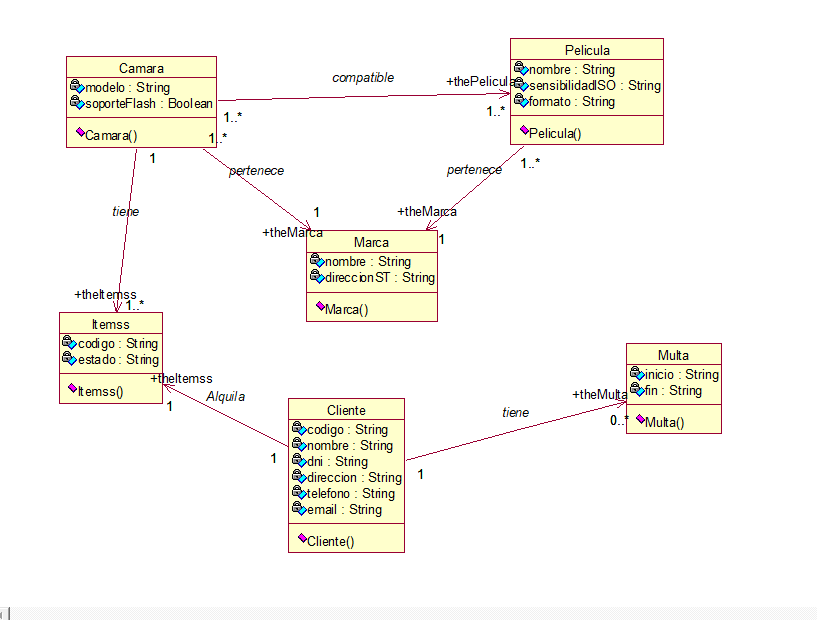 Camara
modelo : String
soporteFlash : Boolean
Camara()
compatible
+thePelicula
1..*
1..*
Pelicula
nombre : String
sensibilidadISO : String
formato : String
Pelicula()
1..*
1
pertenece
1
+theMarca
1..*
pertenece
+theMarca
1
Marca
nombre : String
direccionST : String
Marca()
tiene
+theItemss
1..*
Itemss
codigo : String
estado : String
Itemss()
+theItemss
1
Alquila
1
Cliente
codigo : String
nombre : String
dni : String
direccion : String
telefono : String
email : String
Cliente()
1
tiene
+theMulta
0..*
Multa
inicio : String
fin : String
Multa()